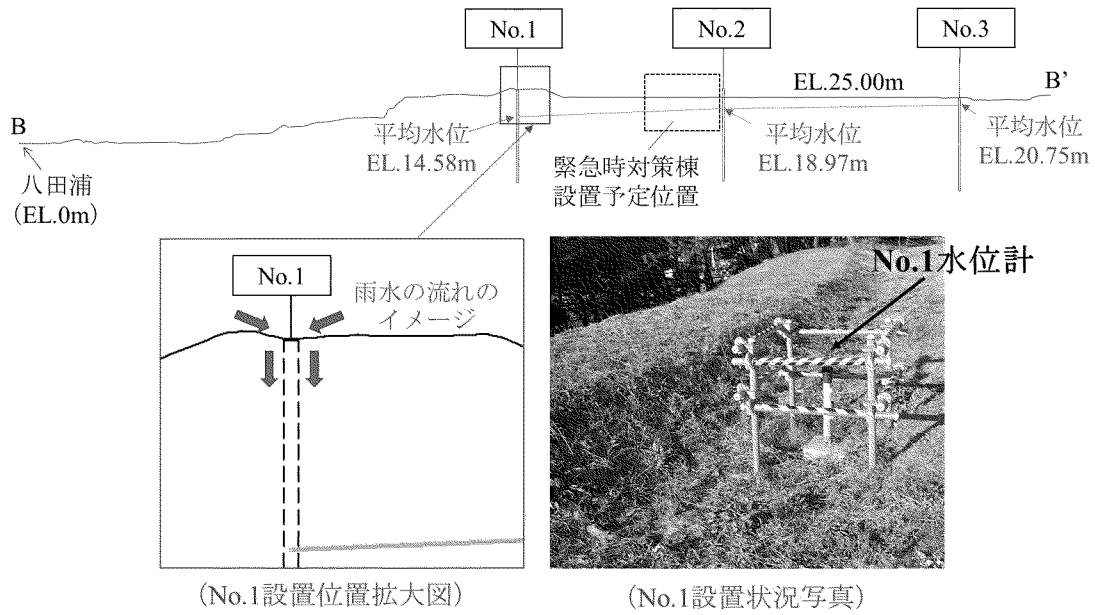 No.1
No.2
No.3
EL.25.00m
B
B’
平均水位
EL.14.58m
平均水位
EL.18.97m
平均水位
EL.20.75m
八田浦
(EL.0m)
緊急時対策棟
設置予定位置
No.1
雨水の流れの
イメージ
No.1水位計
(No.1設置位置拡大図)
(No.1設置状況写真)